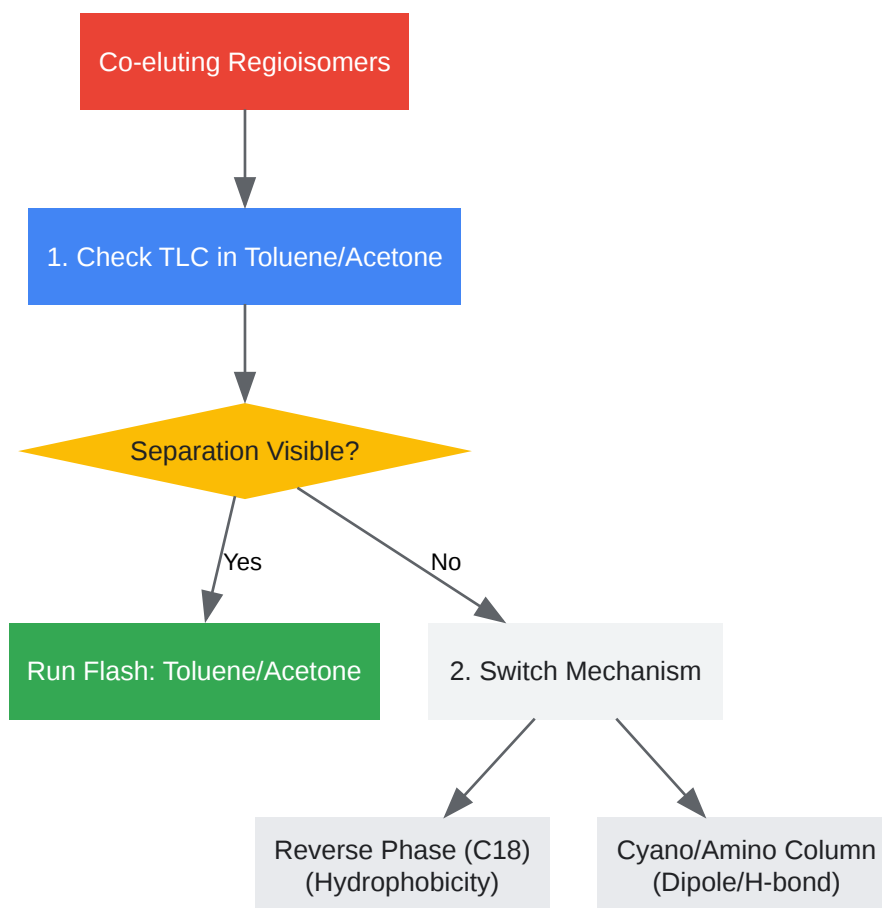 Co-eluting Regioisomers
1. Check TLC in Toluene/Acetone
Separation Visible?
Yes
No
Run Flash: Toluene/Acetone
2. Switch Mechanism
Reverse Phase (C18)
(Hydrophobicity)
Cyano/Amino Column
(Dipole/H-bond)